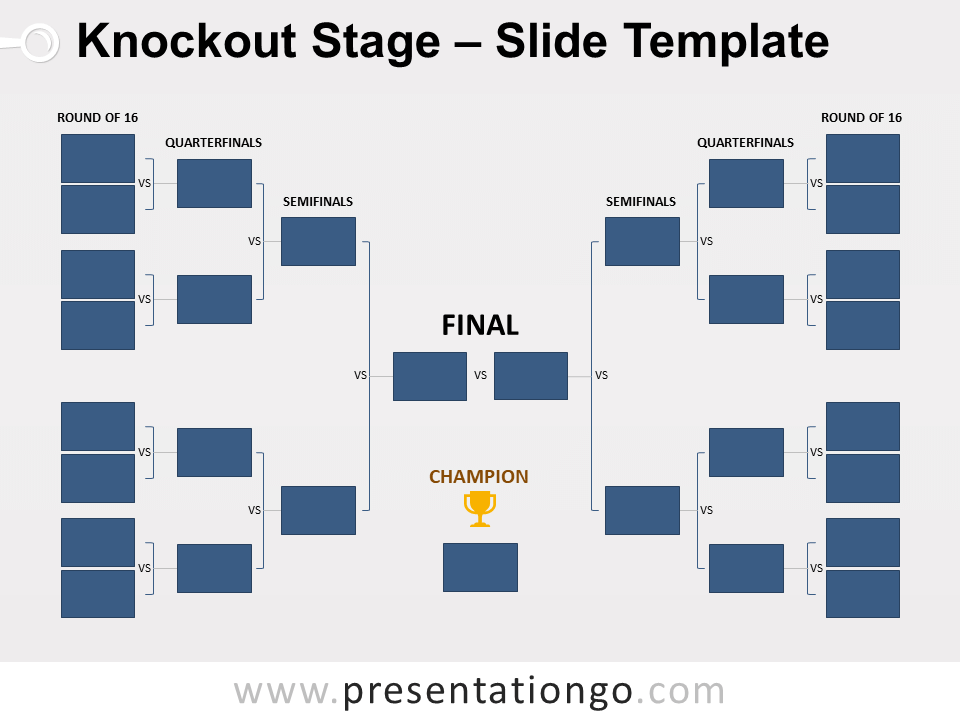 Knockout Stage – Slide Template
ROUND OF 16
ROUND OF 16
QUARTERFINALS
QUARTERFINALS
VS
VS
SEMIFINALS
SEMIFINALS
VS
VS
VS
VS
FINAL
VS
VS
VS
VS
VS
CHAMPION
VS
VS
VS
VS
www.presentationgo.com